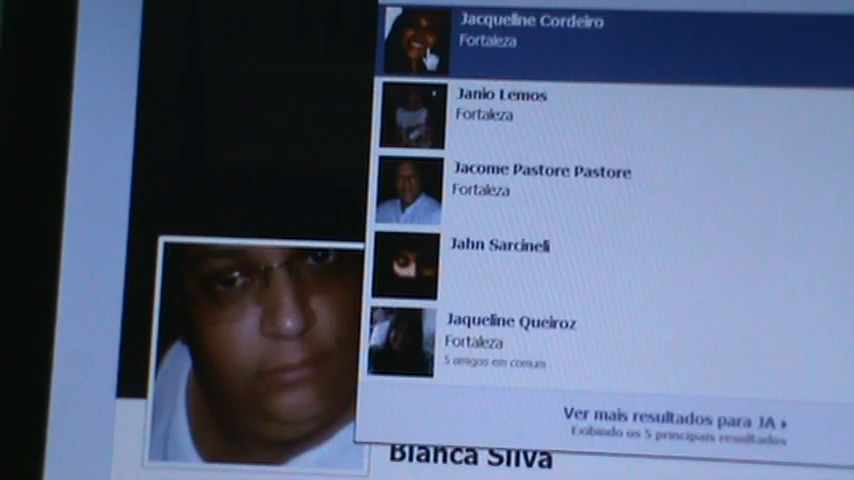 Jacqueline Cordeiro
Fortaleza
Janio Lemos
Fortaleza
Jacome Pastore Pastore
Fortaleza
Jahn Sarcineli
Jaqueline Queiroz
Fortaleza
5 amigos em comum
Ver mais resultados para JA
Exibindo os 5 principais resultados
Bianca Silva